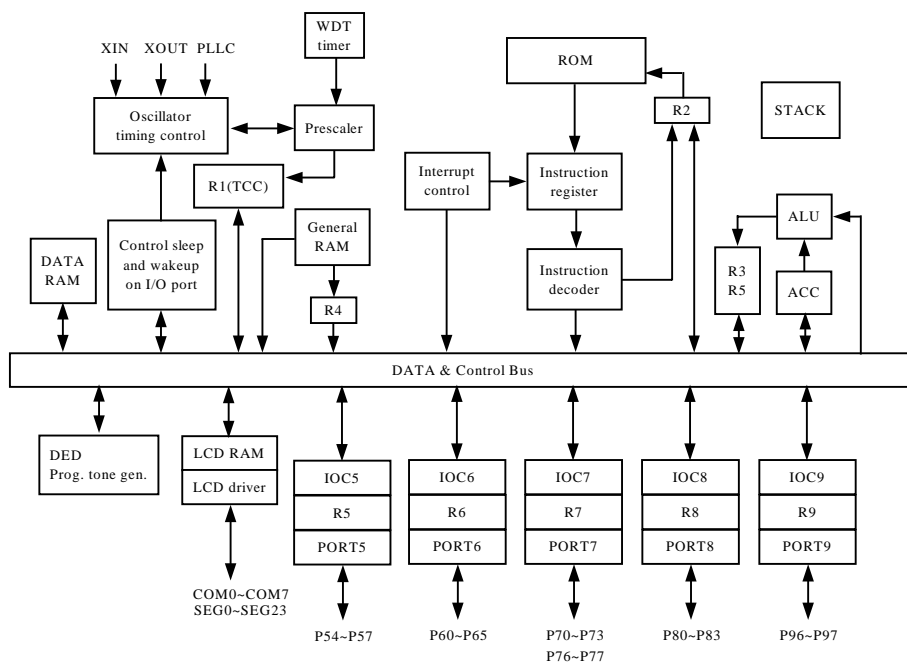 WDT
timer
XIN XOUT PLLC
ROM
Oscillator
timing control
Prescaler
R2
STACK
R1(TCC)
Interrupt
control
Instruction
register
General
RAM
ALU
DATA
RAM
Control sleep
and wakeup
on I/O port
Instruction
decoder
R3
R5
ACC
R4
DATA & Control Bus
DED
Prog. tone gen.
LCD RAM
LCD driver
IOC5
R5
PORT5
IOC6
R6
PORT6
IOC7
R7
PORT7
IOC8
R8
PORT8
IOC9
R9
PORT9
COM0~COM7
SEG0~SEG23
P54~P57
P60~P65
P70~P73
P76~P77
P80~P83
P96~P97